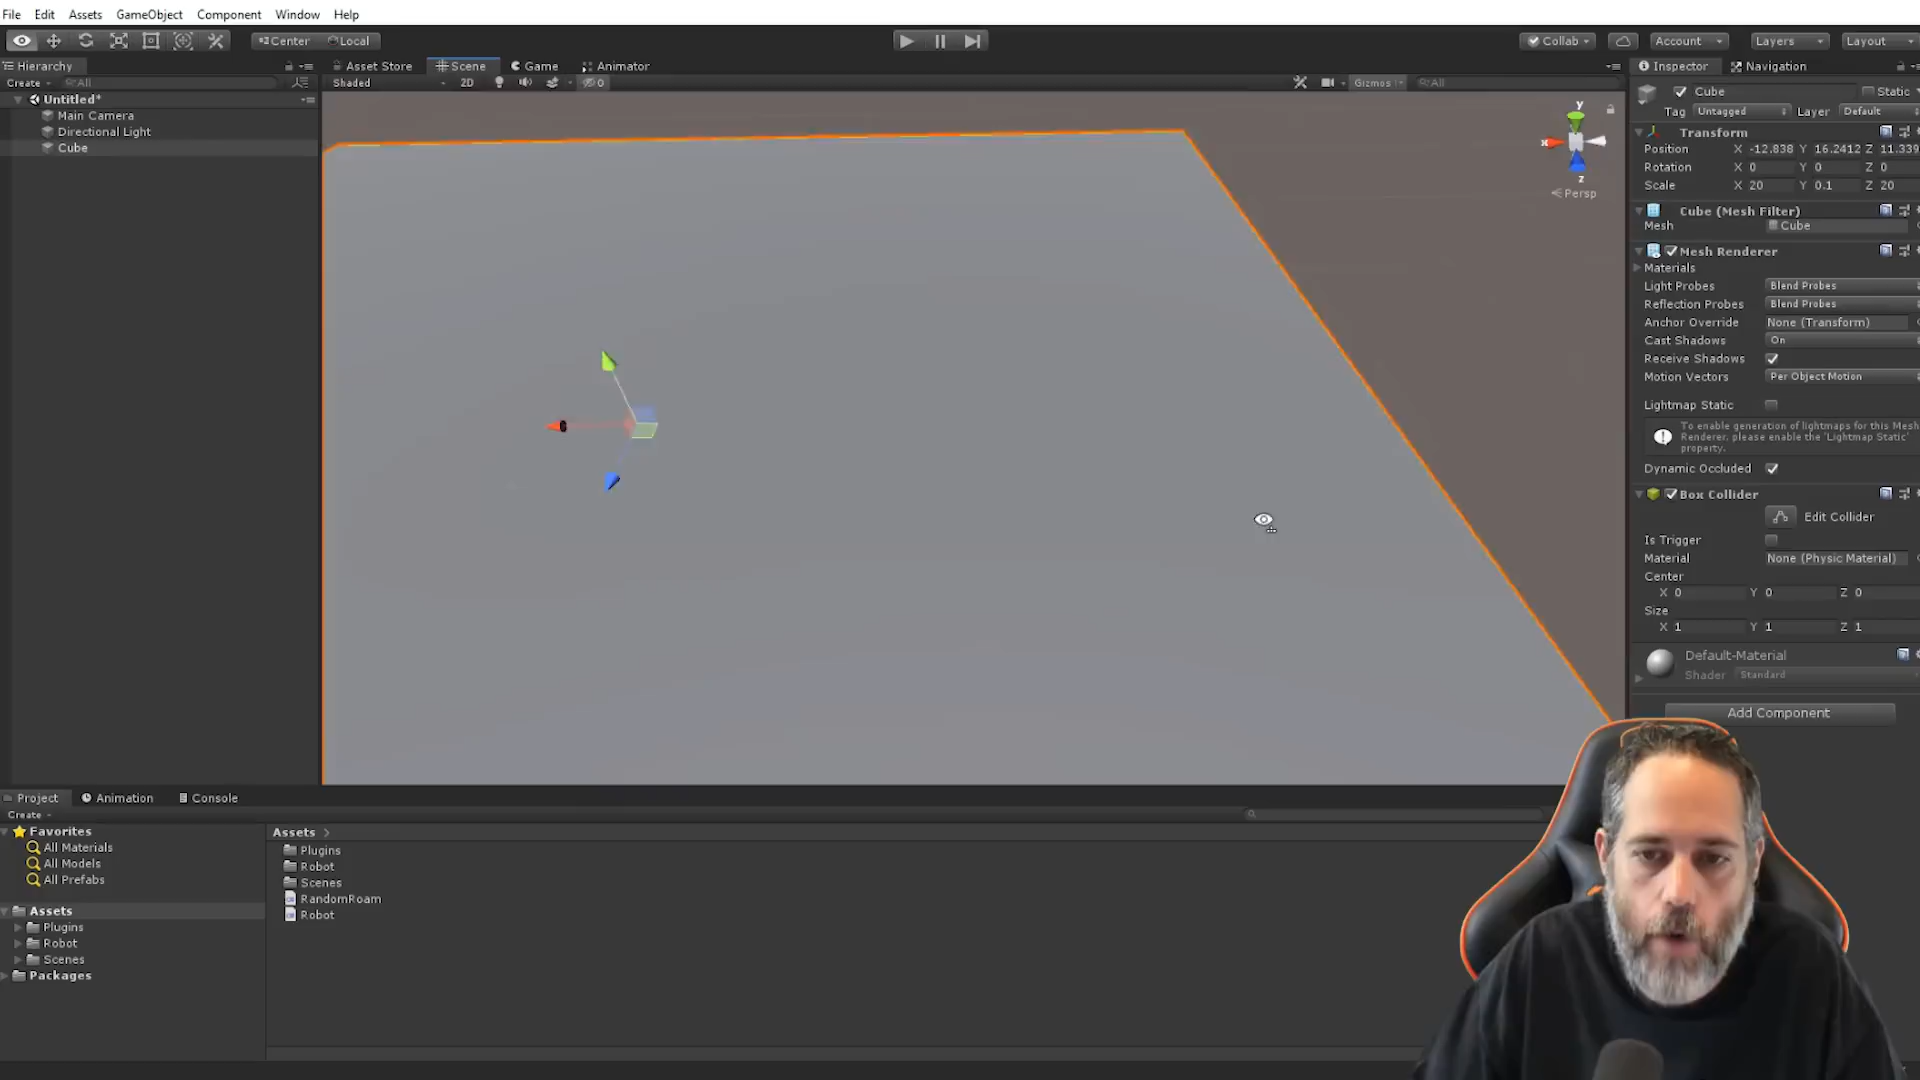 File Edit Assets GameObject Component Window Help
Center Local
Collab Account Layers Layout
Hierarchy
Create All
Untitled*
Main Camera
Directional Light
Cube
Asset Store Scene Game Animator
Shaded 2D 0 Gizmos All
y
x
z
Persp
Inspector Navigation
Cube Static
Tag Untagged Layer Default
Transform
Position X -12.838 Y 16.2412 Z 11.339
Rotation X 0 Y 0 Z 0
Scale X 20 Y 0.1 Z 20
Cube (Mesh Filter)
Mesh Cube
Mesh Renderer
Materials
Light Probes Blend Probes
Reflection Probes Blend Probes
Anchor Override None (Transform)
Cast Shadows On
Receive Shadows
Motion Vectors Per Object Motion
Lightmap Static
To enable generation of lightmaps for this Mesh
Renderer, please enable the 'Lightmap Static'
property.
Dynamic Occluded
Box Collider
Edit Collider
Is Trigger
Material None (Physic Material)
Center
X 0 Y 0 Z 0
Size
X 1 Y 1 Z 1
Default-Material
Shader Standard
Add Component
Project Animation Console
Create
Favorites
All Materials
All Models
All Prefabs
Assets
Plugins
Robot
Scenes
Packages
Assets
Plugins
Robot
Scenes
RandomRoam
Robot